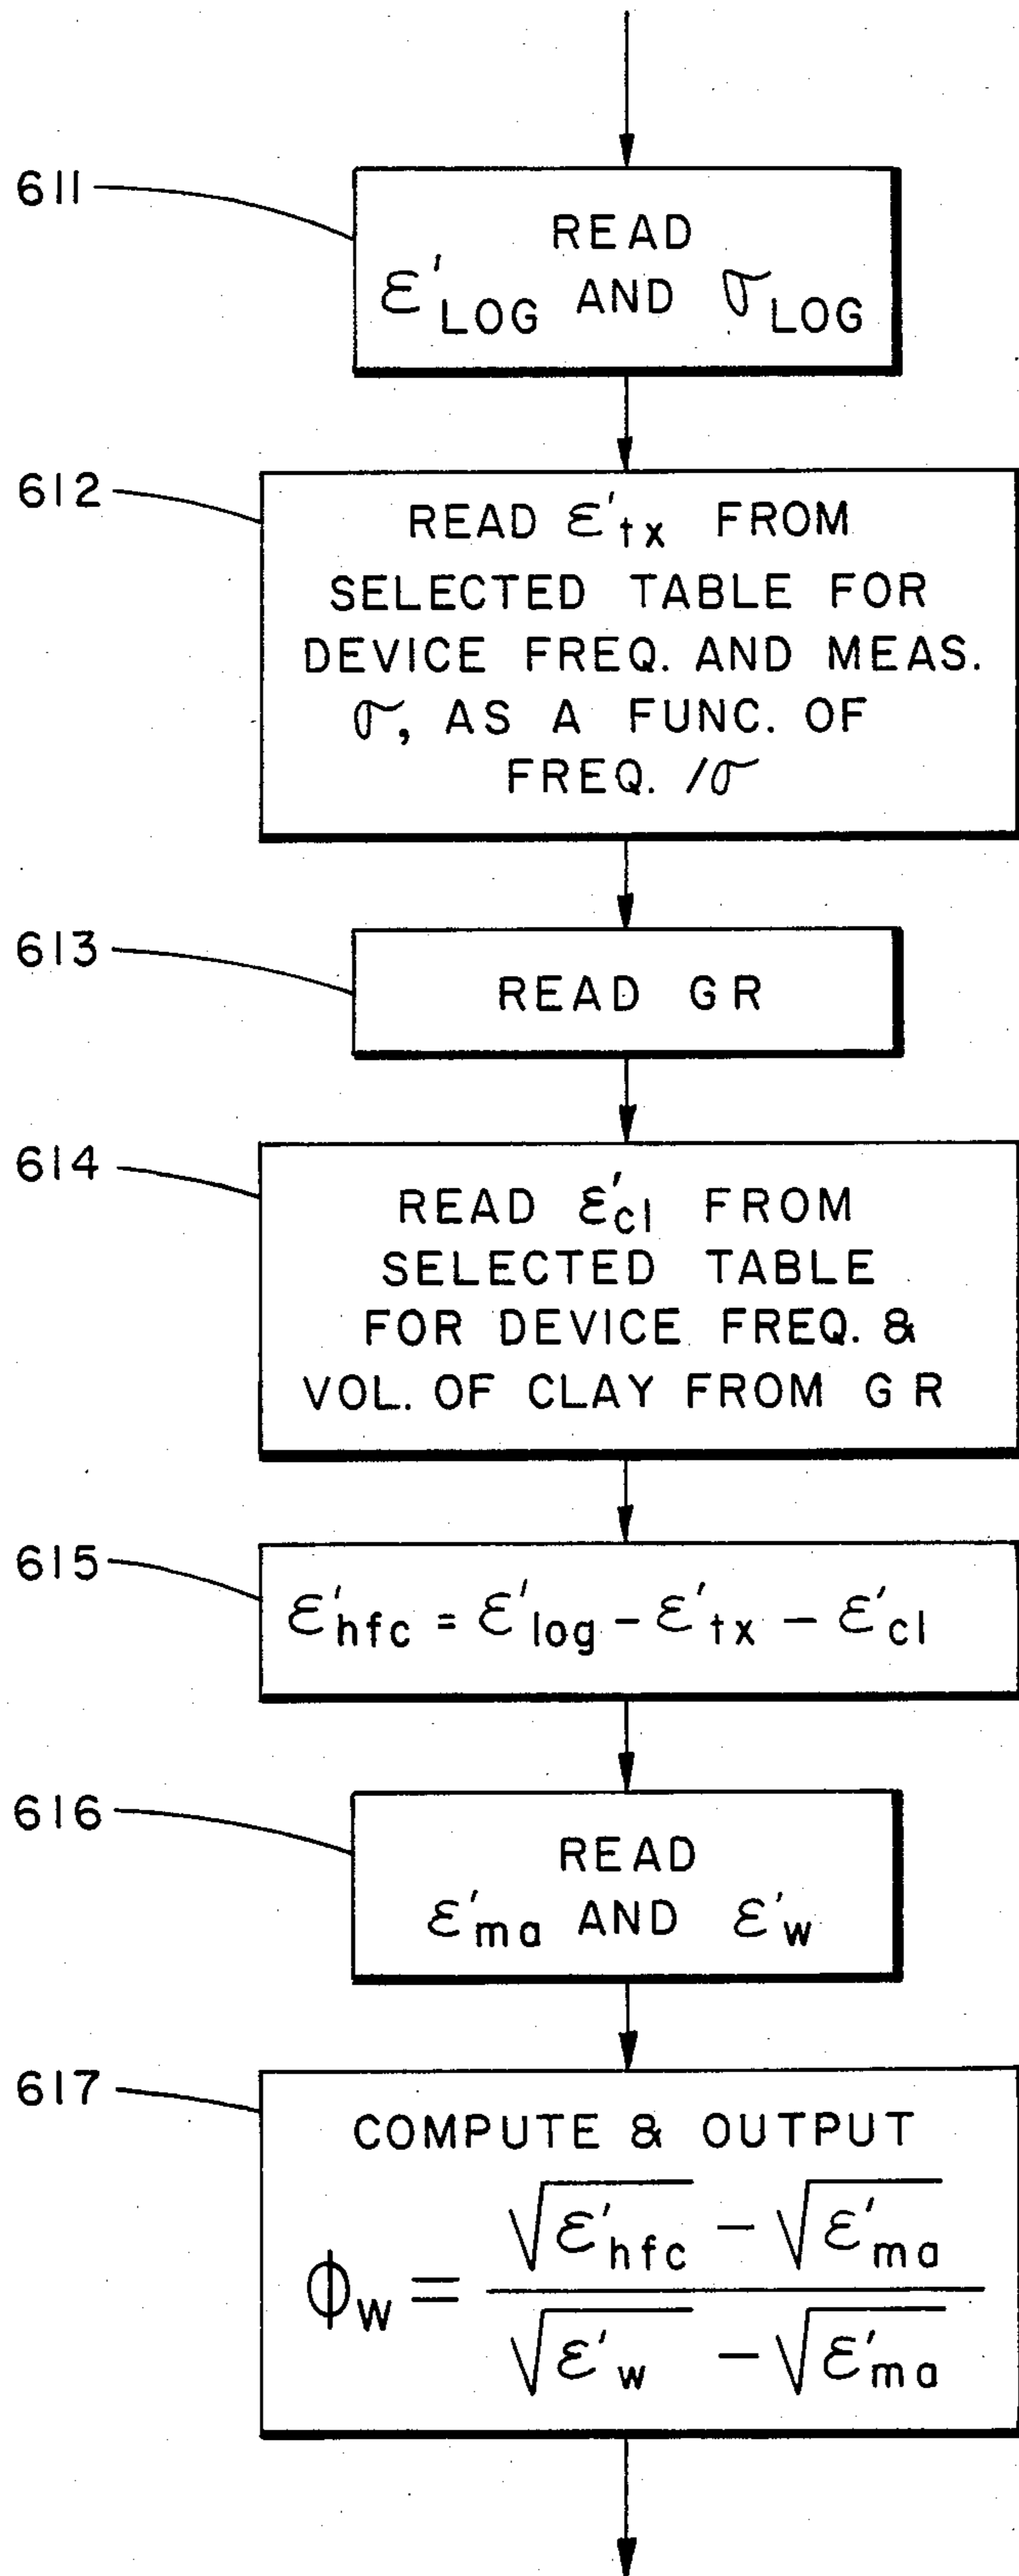 611
READ
ε'LOG AND σLOG
612
READ ε'tx FROM
SELECTED TABLE FOR
DEVICE FREQ. AND MEAS.
σ, AS A FUNC. OF
FREQ. /σ
613
READ GR
614
READ ε'cl FROM
SELECTED TABLE
FOR DEVICE FREQ. &
VOL. OF CLAY FROM GR
615
ε'hfc = ε'log - ε'tx - ε'cl
616
READ
ε'ma AND ε'w
617
COMPUTE & OUTPUT
ϕw = (√ε'hfc - √ε'ma) / (√ε'w - √ε'ma)